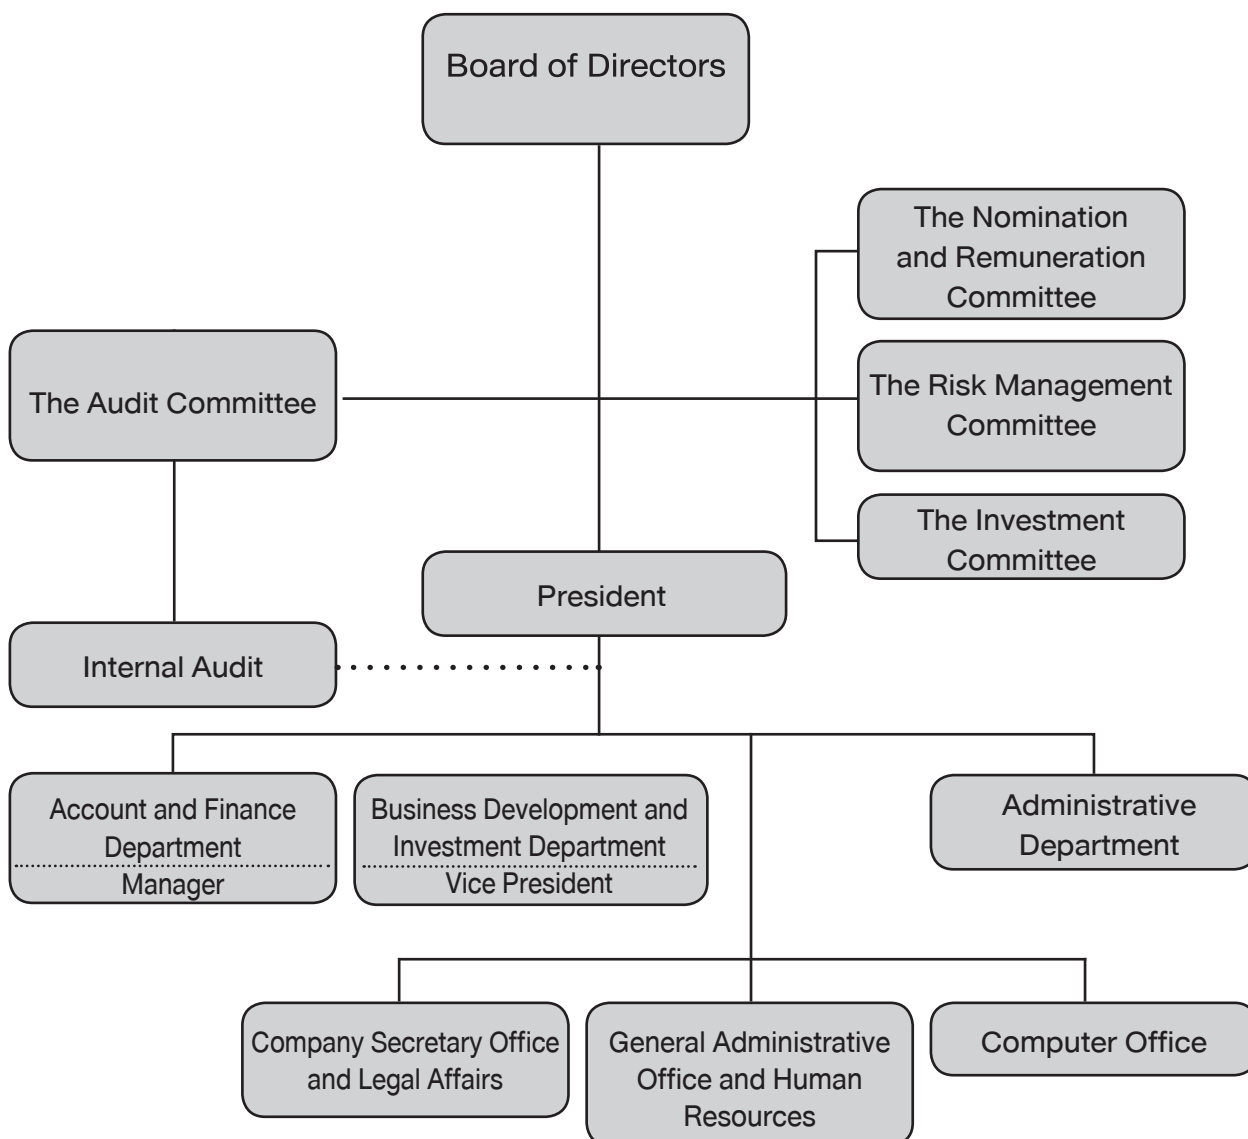 Board of Directors
The Nomination
and Remuneration
Committee
The Audit Committee
The Risk Management
Committee
The Investment
Committee
President
Internal Audit
Account and Finance
Department
Manager
Business Development and
Investment Department
Vice President
Administrative
Department
Company Secretary Office
and Legal Affairs
General Administrative
Office and Human
Resources
Computer Office